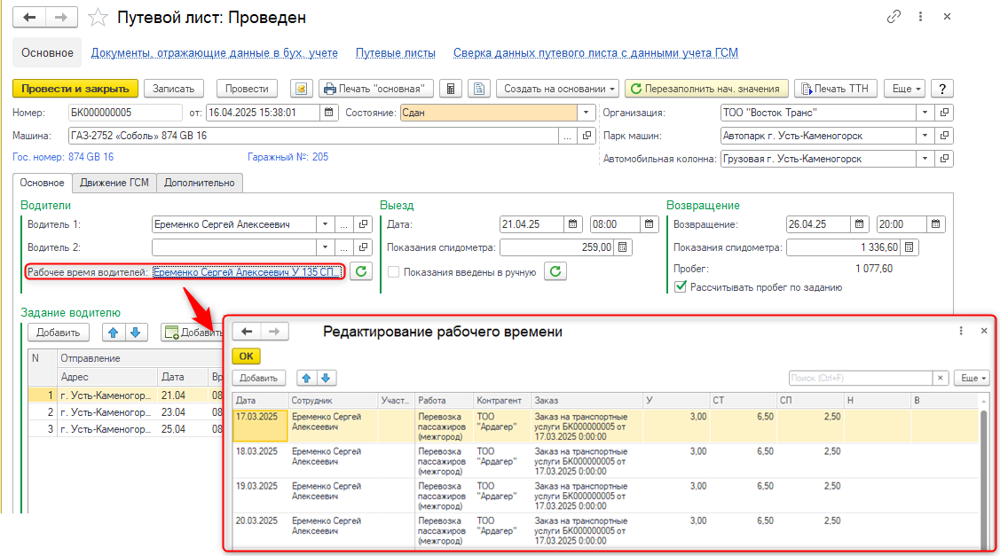 Путевой лист: Проведен
Основное Документы, отражающие данные в бух. учете Путевые листы Сверка данных путевого листа с данными учета ГСМ
Провести и закрыть Записать Провести Печать "основная" Создать на основании Перезаполнить нач. значения Печать ТТН Еще ?
Номер: БК000000005 от: 16.04.2025 15:38:01 Состояние: Сдан Организация: ТОО "Восток Транс"
Машина: ГАЗ-2752 «Соболь» 874 GB 16 ... Парк машин: Автопарк г. Усть-Каменогорск
Гос. номер: 874 GB 16 Гаражный №: 205 Автомобильная колонна: Грузовая г. Усть-Каменогорск
Основное Движение ГСМ Дополнительно
Водители Выезд Возвращение
Водитель 1: Еременко Сергей Алексеевич ... Дата: 21.04.25 08:00 Возвращение: 26.04.25 20:00
Водитель 2: ... Показания спидометра: 259,00 Показания спидометра: 1 336,60
Рабочее время водителей: Еременко Сергей Алексеевич У 135 СП... Показания введены в ручную Пробег: 1 077,60
Рассчитывать пробег по заданию
Задание водителю
Добавить Добавить
N Отправление
Адрес Дата Вр
1 г. Усть-Каменогор... 21.04 08
2 г. Усть-Каменогор... 23.04 08
3 г. Усть-Каменогор... 25.04 08
Редактирование рабочего времени
ОК
Добавить Поиск (Ctrl+F) × Еще
Дата Сотрудник Участ... Работа Контрагент Заказ У СТ СП Н В
17.03.2025 Еременко Сергей Перевозка ТОО Заказ на транспортные 3,00 6,50 2,50
Алексеевич пассажиров "Ардагер" услуги БК000000005 от
(межгород) 17.03.2025 0:00:00
18.03.2025 Еременко Сергей Перевозка ТОО Заказ на транспортные 3,00 6,50 2,50
Алексеевич пассажиров "Ардагер" услуги БК000000005 от
(межгород) 17.03.2025 0:00:00
19.03.2025 Еременко Сергей Перевозка ТОО Заказ на транспортные 3,00 6,50 2,50
Алексеевич пассажиров "Ардагер" услуги БК000000005 от
(межгород) 17.03.2025 0:00:00
20.03.2025 Еременко Сергей Перевозка ТОО Заказ на транспортные 3,00 6,50 2,50
Алексеевич пассажиров "Ардагер" услуги БК000000005 от
(межгород) 17.03.2025 0:00:00